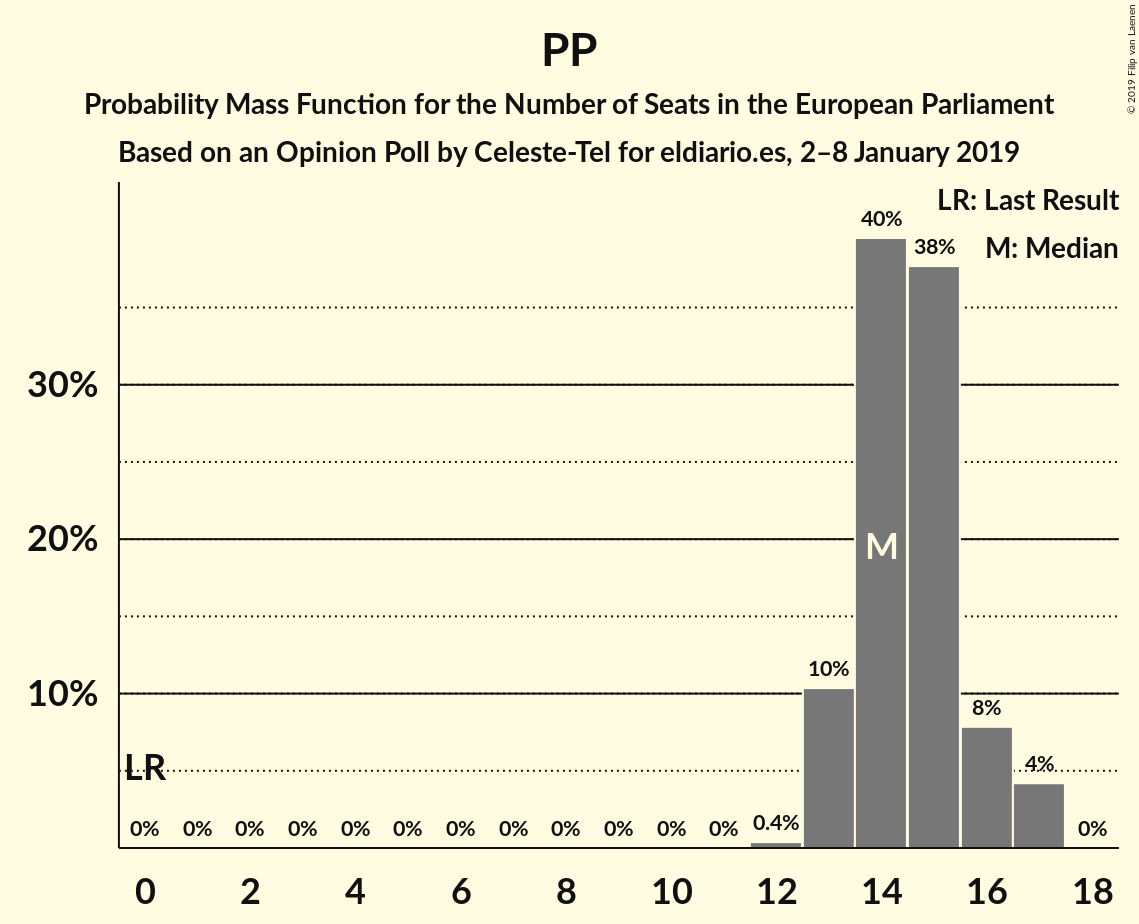 PP
Probability Mass Function for the Number of Seats in the European Parliament
Based on an Opinion Poll by Celeste-Tel for eldiario.es, 2–8 January 2019
© 2019 Filip van Laenen
LR: Last Result
M: Median
40%
38%
30%
20%
M
10%
10%
8%
4%
LR
0% 0% 0% 0% 0% 0% 0% 0% 0% 0% 0% 0% 0.4% 0%
0 2 4 6 8 10 12 14 16 18